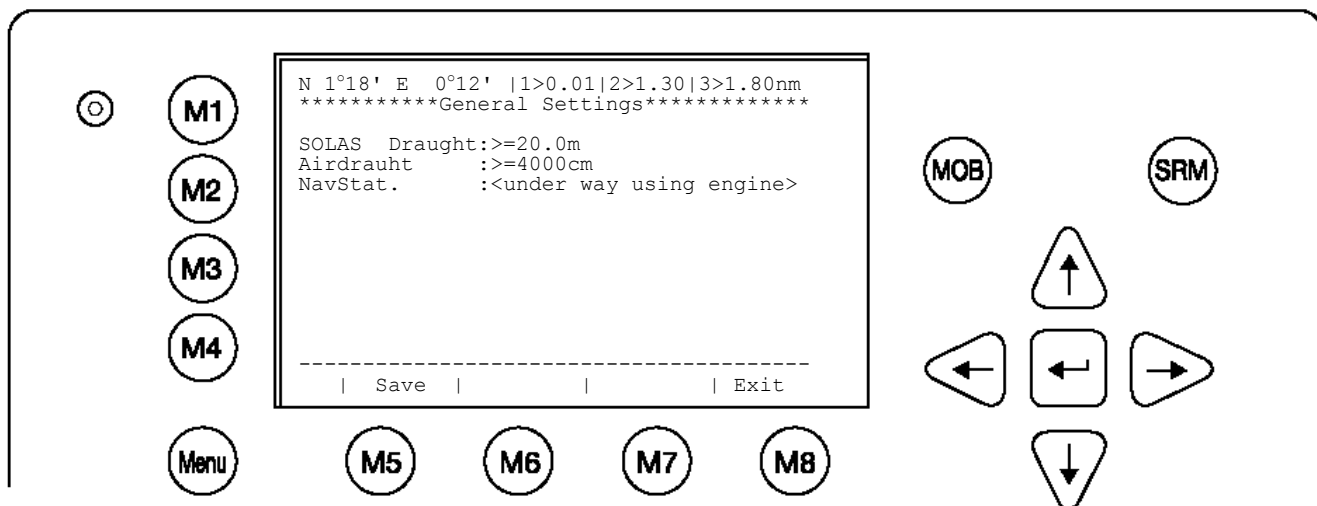 N 1°18' E 0°12' |1>0.01|2>1.30|3>1.80nm
***********General Settings*************
SOLAS Draught:>=20.0m
Airdrauht :>=4000cm
NavStat. :<under way using engine>
----------------------------------------
| Save | | | Exit
M1
M2
M3
M4
Menu
M5
M6
M7
M8
MOB
SRM